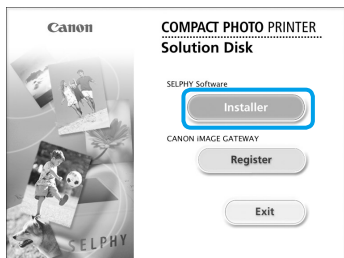 Canon
COMPACT PHOTO PRINTER
Solution Disk
SELPHY Software
Installer
CANON iMAGE GATEWAY
Register
Exit
SELPHY